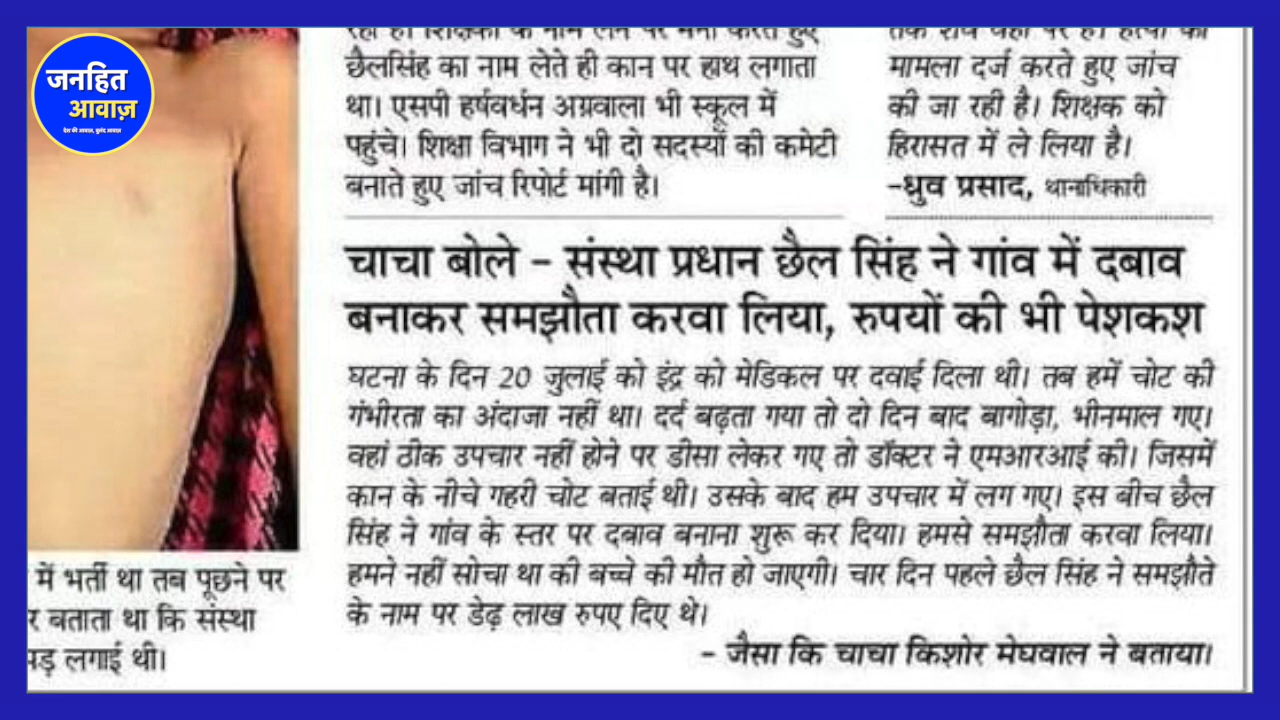 जनहित
आवाज़
देश की आवाज़, बुलंद आवाज़
छैलसिंह का नाम लेते ही कान पर हाथ लगाता
था। एसपी हर्षवर्धन अग्रवाला भी स्कूल में
पहुंचे। शिक्षा विभाग ने भी दो सदस्यों की कमेटी
बनाते हुए जांच रिपोर्ट मांगी है।
मामला दर्ज करते हुए जांच
की जा रही है। शिक्षक को
हिरासत में ले लिया है।
-धुव प्रसाद, थानाधिकारी
चाचा बोले - संस्था प्रधान छैल सिंह ने गांव में दबाव
बनाकर समझौता करवा लिया, रुपयों की भी पेशकश
घटना के दिन 20 जुलाई को इंद्र को मेडिकल पर दवाई दिला थी। तब हमें चोट की
गंभीरता का अंदाजा नहीं था। दर्द बढ़ता गया तो दो दिन बाद बागोड़ा, भीनमाल गए।
वहां ठीक उपचार नहीं होने पर डीसा लेकर गए तो डॉक्टर ने एमआरआई की। जिसमें
कान के नीचे गहरी चोट बताई थी। उसके बाद हम उपचार में लग गए। इस बीच छैल
सिंह ने गांव के स्तर पर दबाव बनाना शुरू कर दिया। हमसे समझौता करवा लिया।
हमने नहीं सोचा था की बच्चे की मौत हो जाएगी। चार दिन पहले छैल सिंह ने समझौते
के नाम पर डेढ़ लाख रुपए दिए थे।
- जैसा कि चाचा किशोर मेघवाल ने बताया।
में भर्ती था तब पूछने पर
बताता था कि संस्था
लगाई थी।